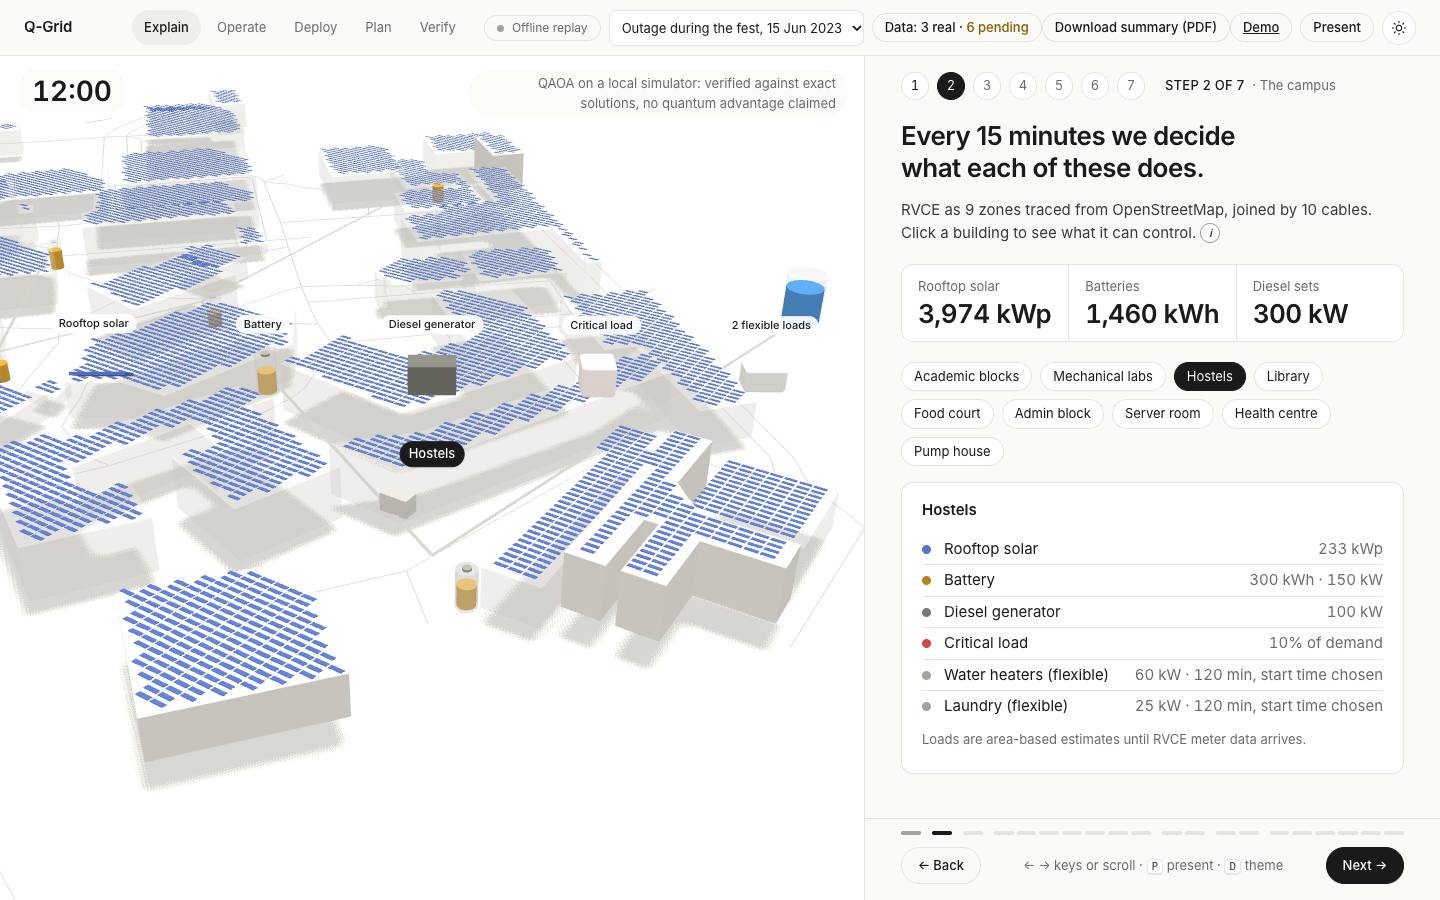 Q-Grid
Explain
Operate
Deploy
Plan
Verify
Offline replay
Outage during the fest, 15 Jun 2023
Data: 3 real · 6 pending
Download summary (PDF)
Demo
Present
12:00
QAOA on a local simulator: verified against exact
solutions, no quantum advantage claimed
Rooftop solar
Battery
Diesel generator
Critical load
2 flexible loads
Hostels
1 2 3 4 5 6 7 STEP 2 OF 7 · The campus
Every 15 minutes we decide
what each of these does.
RVCE as 9 zones traced from OpenStreetMap, joined by 10 cables.
Click a building to see what it can control. i
Rooftop solar
3,974 kWp
Batteries
1,460 kWh
Diesel sets
300 kW
Academic blocks
Mechanical labs
Hostels
Library
Food court
Admin block
Server room
Health centre
Pump house
Hostels
Rooftop solar 233 kWp
Battery 300 kWh · 150 kW
Diesel generator 100 kW
Critical load 10% of demand
Water heaters (flexible) 60 kW · 120 min, start time chosen
Laundry (flexible) 25 kW · 120 min, start time chosen
Loads are area-based estimates until RVCE meter data arrives.
← Back
← → keys or scroll · P present · D theme
Next →